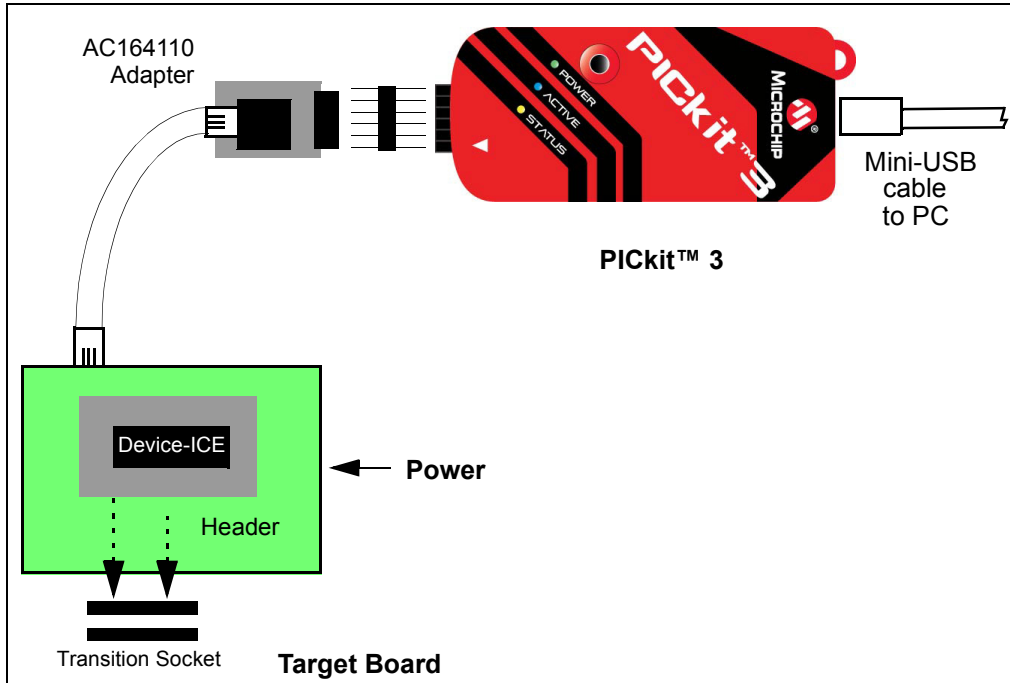 AC164110
Adapter
POWER
ACTIVE
STATUS
PICkit™ 3
MICROCHIP
®
Mini-USB
cable
to PC
PICkit™ 3
Device-ICE
Power
Header
Transition Socket
Target Board